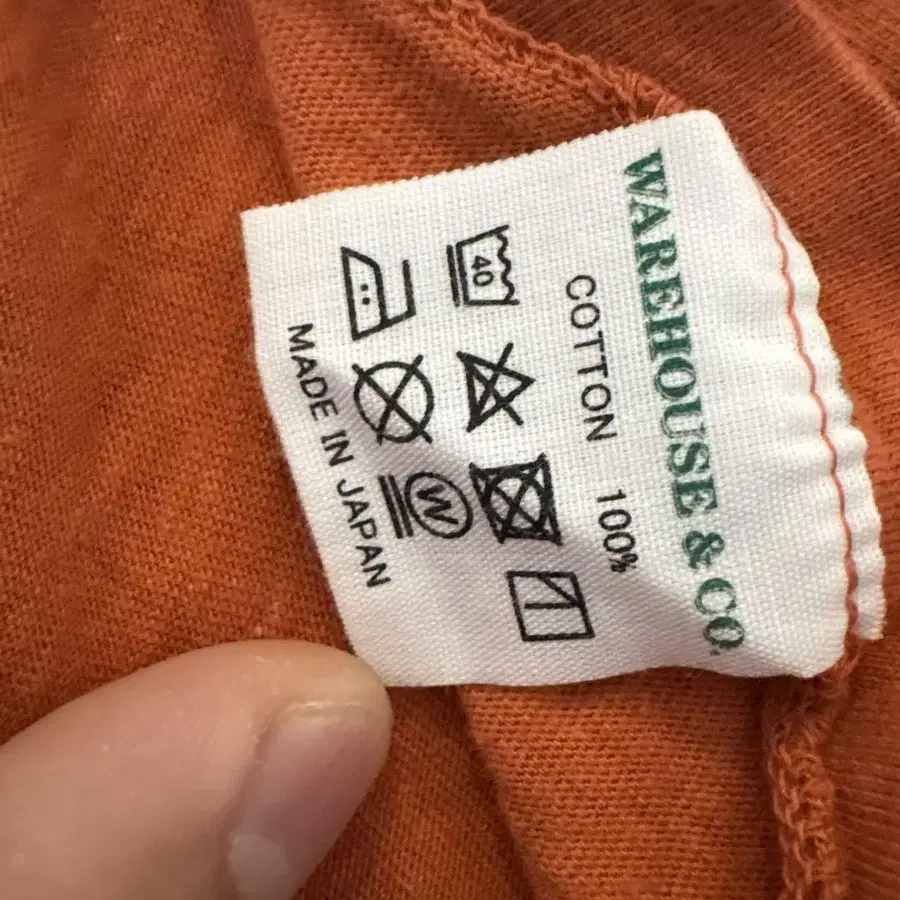 WAREHOUSE & CO.
COTTON 100%
40
W
MADE IN JAPAN